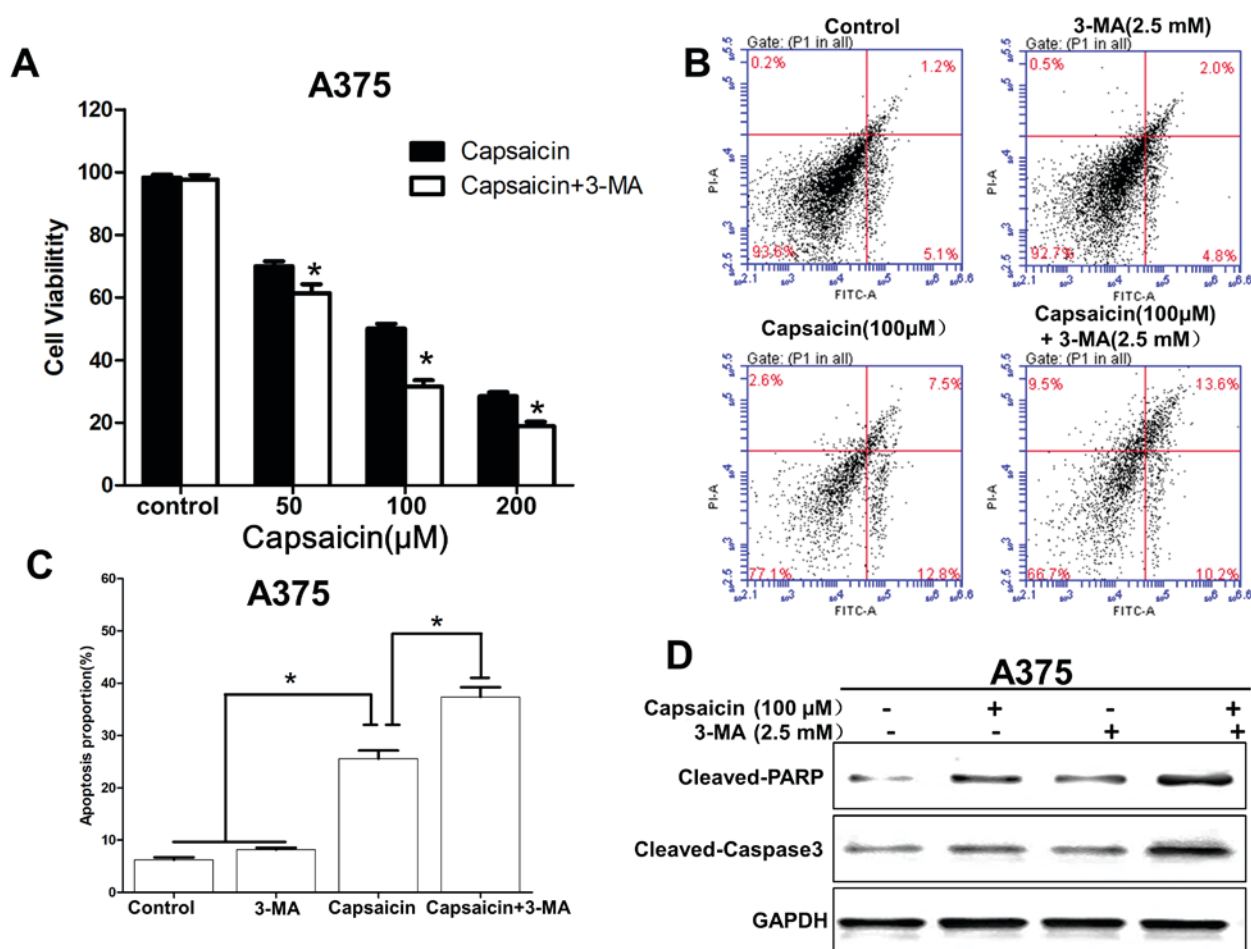 A
A375
120
100
80
60
40
20
0
Cell Viabilitity
Capsaicin
Capsaicin+3-MA
*
*
*
control 50 100 200
Capsaicin(μM)
B
Control
Gate: (P1 in all)
0.2% 1.2%
93.6% 5.1%
PI-A
FITC-A
3-MA(2.5 mM)
Gate: (P1 in all)
0.5% 2.0%
92.7% 4.8%
PI-A
FITC-A
Capsaicin(100μM)
Gate: (P1 in all)
2.6% 7.5%
77.1% 12.8%
PI-A
FITC-A
Capsaicin(100μM)
+ 3-MA(2.5 mM)
Gate: (P1 in all)
9.5% 13.6%
66.7% 10.2%
PI-A
FITC-A
C
A375
60
50
40
30
20
10
0
Apoptosis proportion(%)
*
*
Control 3-MA Capsaicin Capsaicin+3-MA
D
A375
Capsaicin (100 μM) - + - +
3-MA (2.5 mM) - - + +
Cleaved-PARP
Cleaved-Caspase3
GAPDH